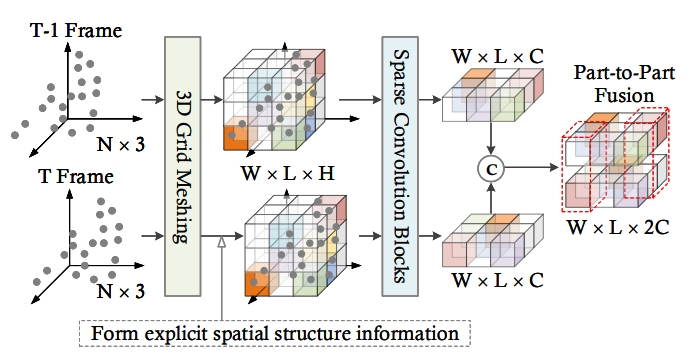 T-1 Frame
N × 3
T Frame
N × 3
3D Grid Meshing
W × L × H
Sparse Convolution Blocks
W × L × C
C
W × L × C
Part-to-Part
Fusion
W × L × 2C
Form explicit spatial structure information